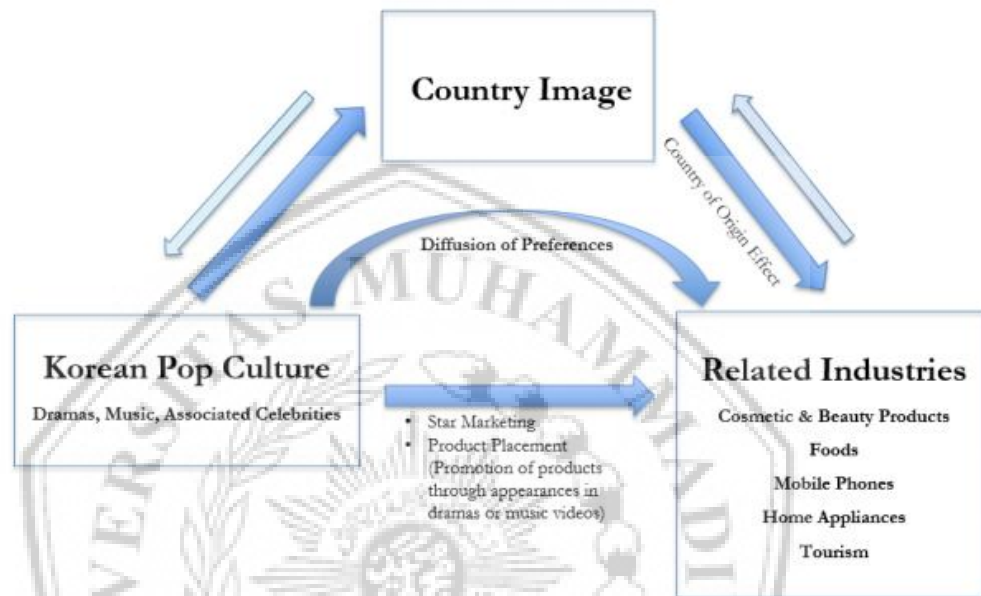 Country Image
Country of Origin Effect
Diffusion of Preferences
Korean Pop Culture
Dramas, Music, Associated Celebrities
• Star Marketing
• Product Placement
(Promotion of products
through appearances in
dramas or music videos)
Related Industries
Cosmetic & Beauty Products
Foods
Mobile Phones
Home Appliances
Tourism
VERSITAS MUHAMMADI